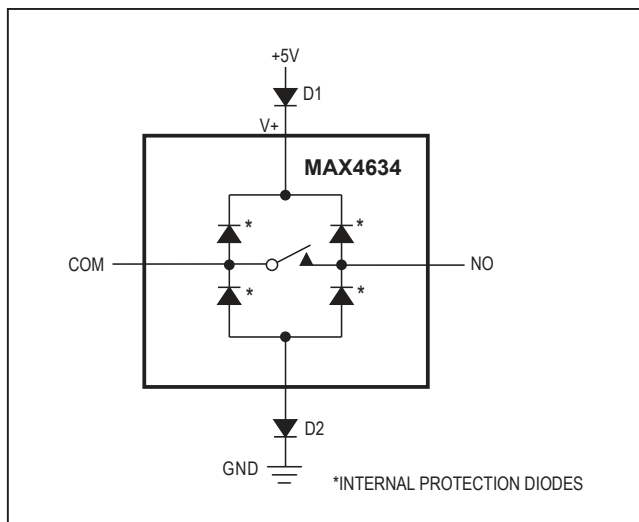 +5V
D1
V+
MAX4634
*
*
COM
NO
*
*
D2
GND
*INTERNAL PROTECTION DIODES